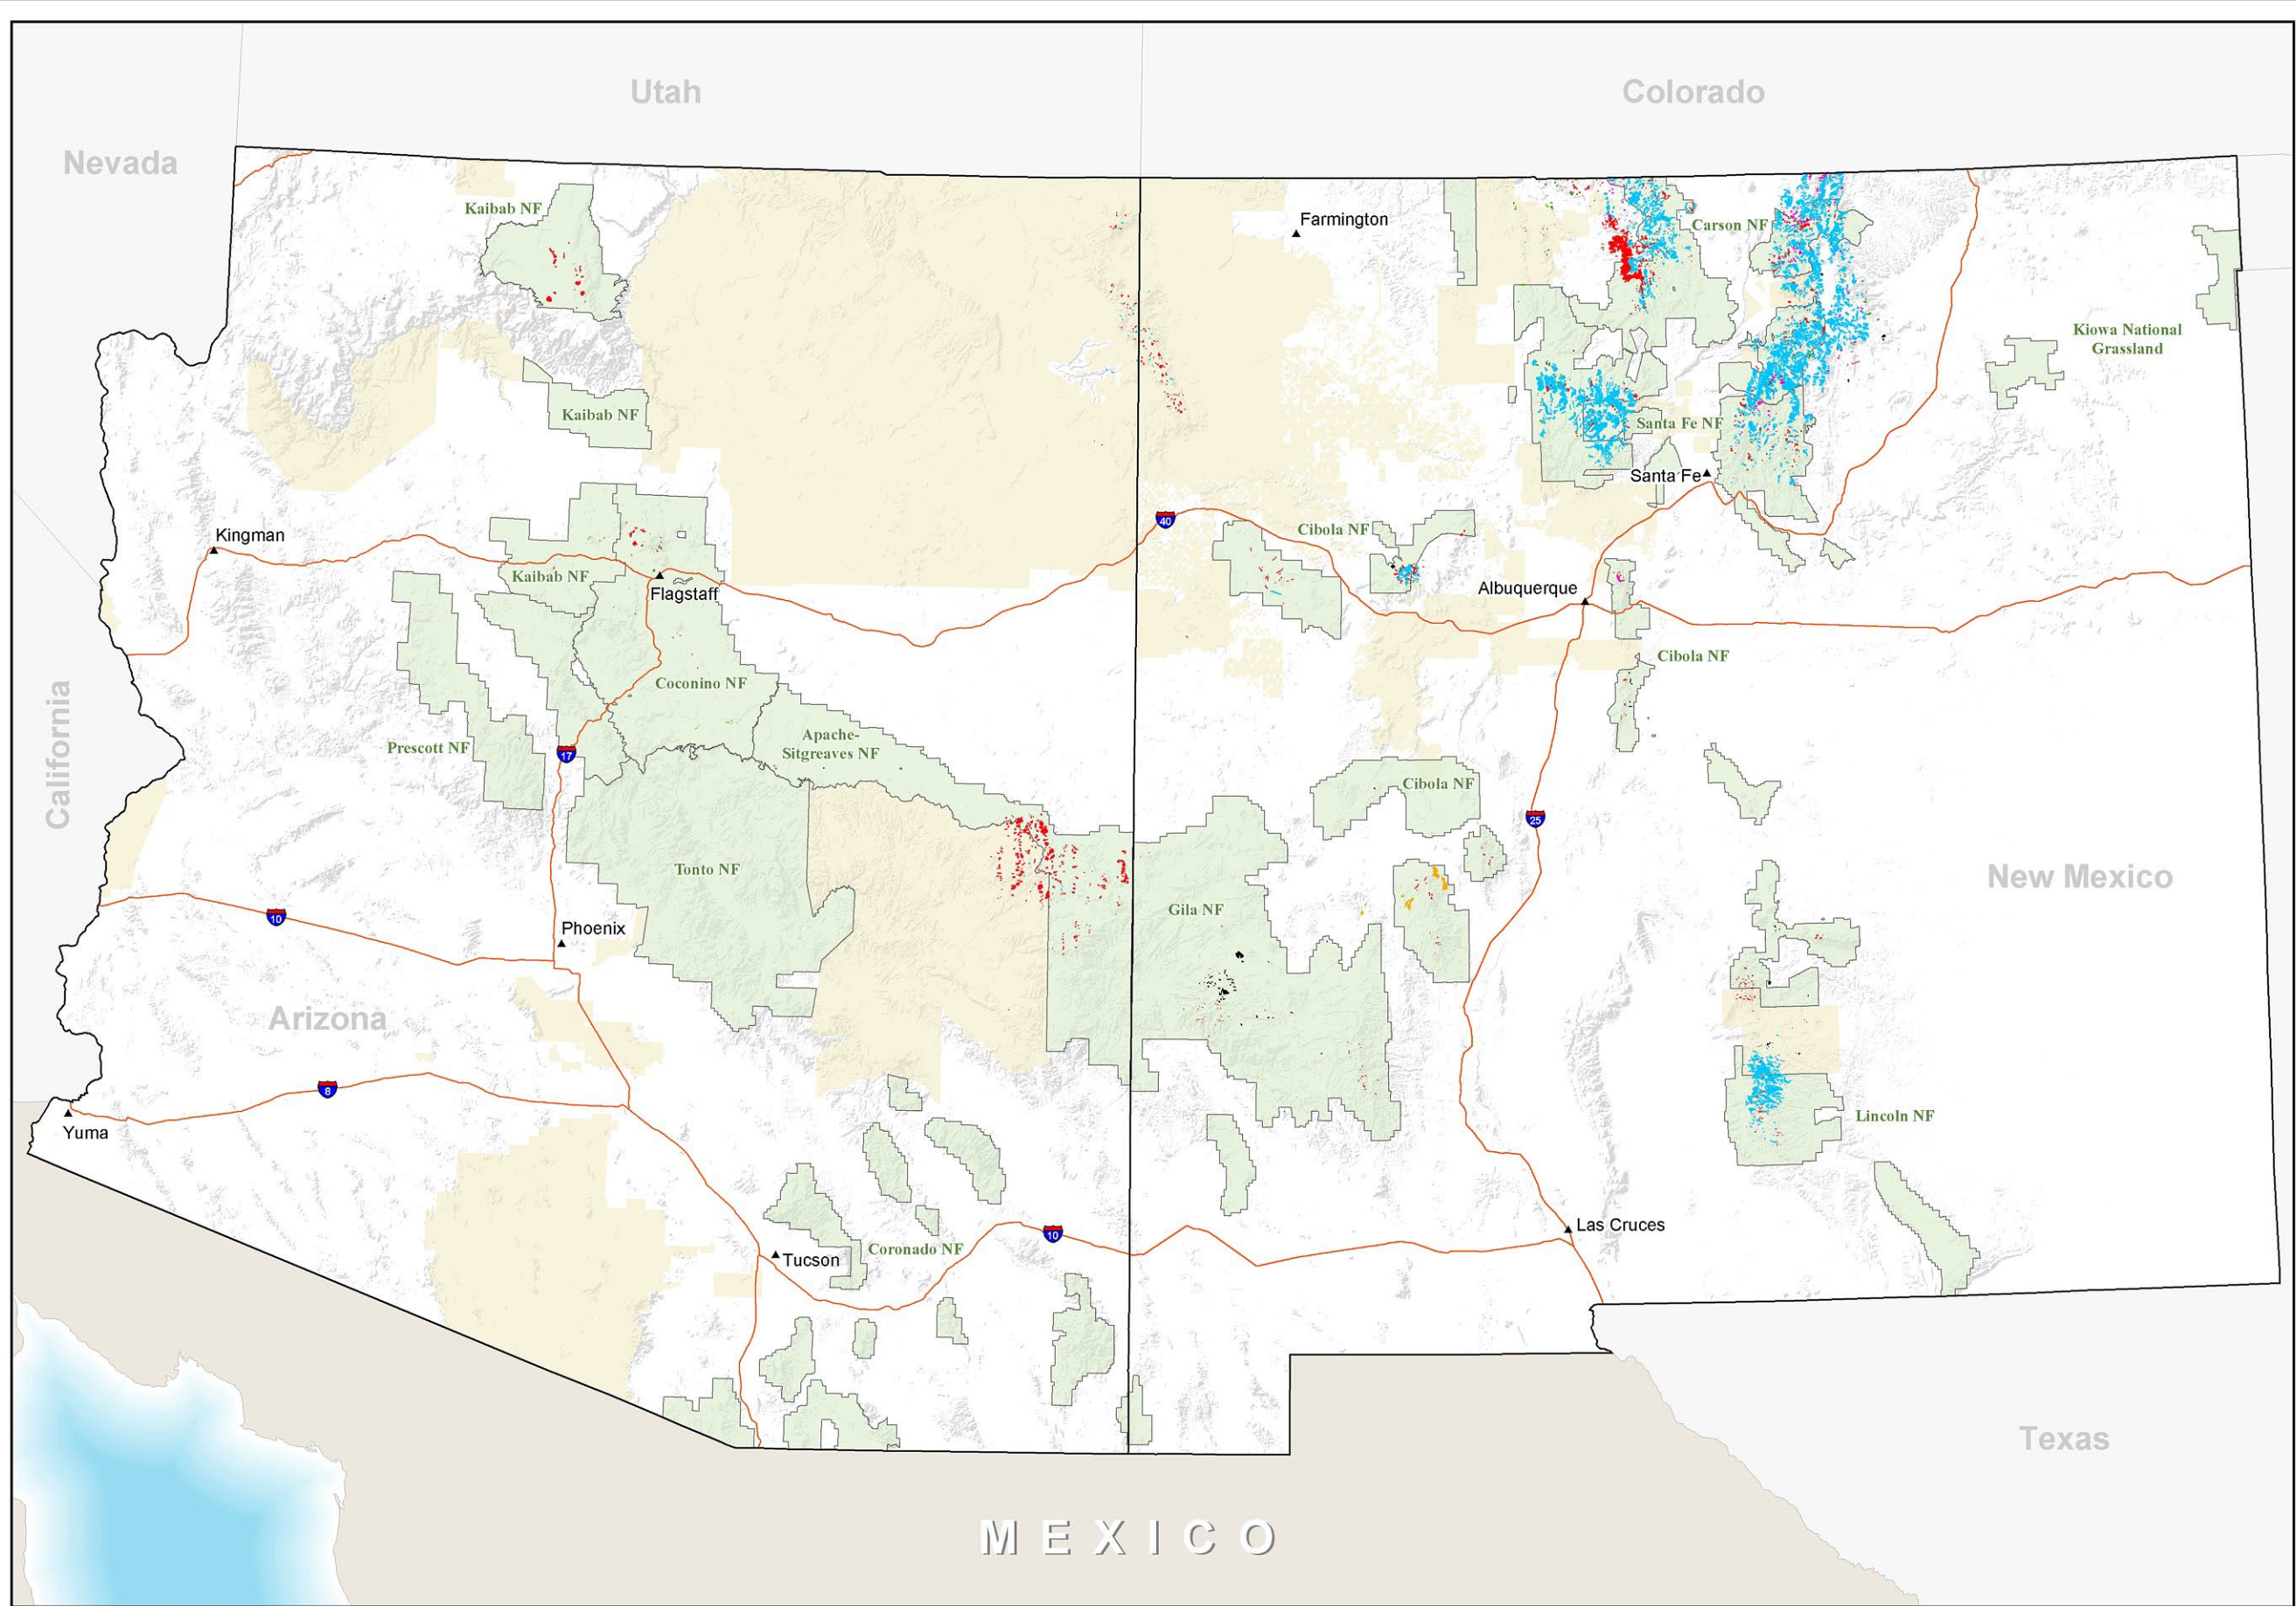 Utah
Colorado
Nevada
Kaibab NF
Farmington
Carson NF
Kiowa National
Grassland
Kaibab NF
Santa Fe NF
Santa Fe
40
Cibola NF
Kingman
Kaibab NF
Flagstaff
Albuquerque
Cibola NF
Coconino NF
California
Prescott NF
17
Apache-
Sitgreaves NF
Cibola NF
25
Tonto NF
New Mexico
Gila NF
10
Phoenix
Arizona
8
Yuma
Lincoln NF
Las Cruces
10
Coronado NF
Tucson
Texas
MEXICO